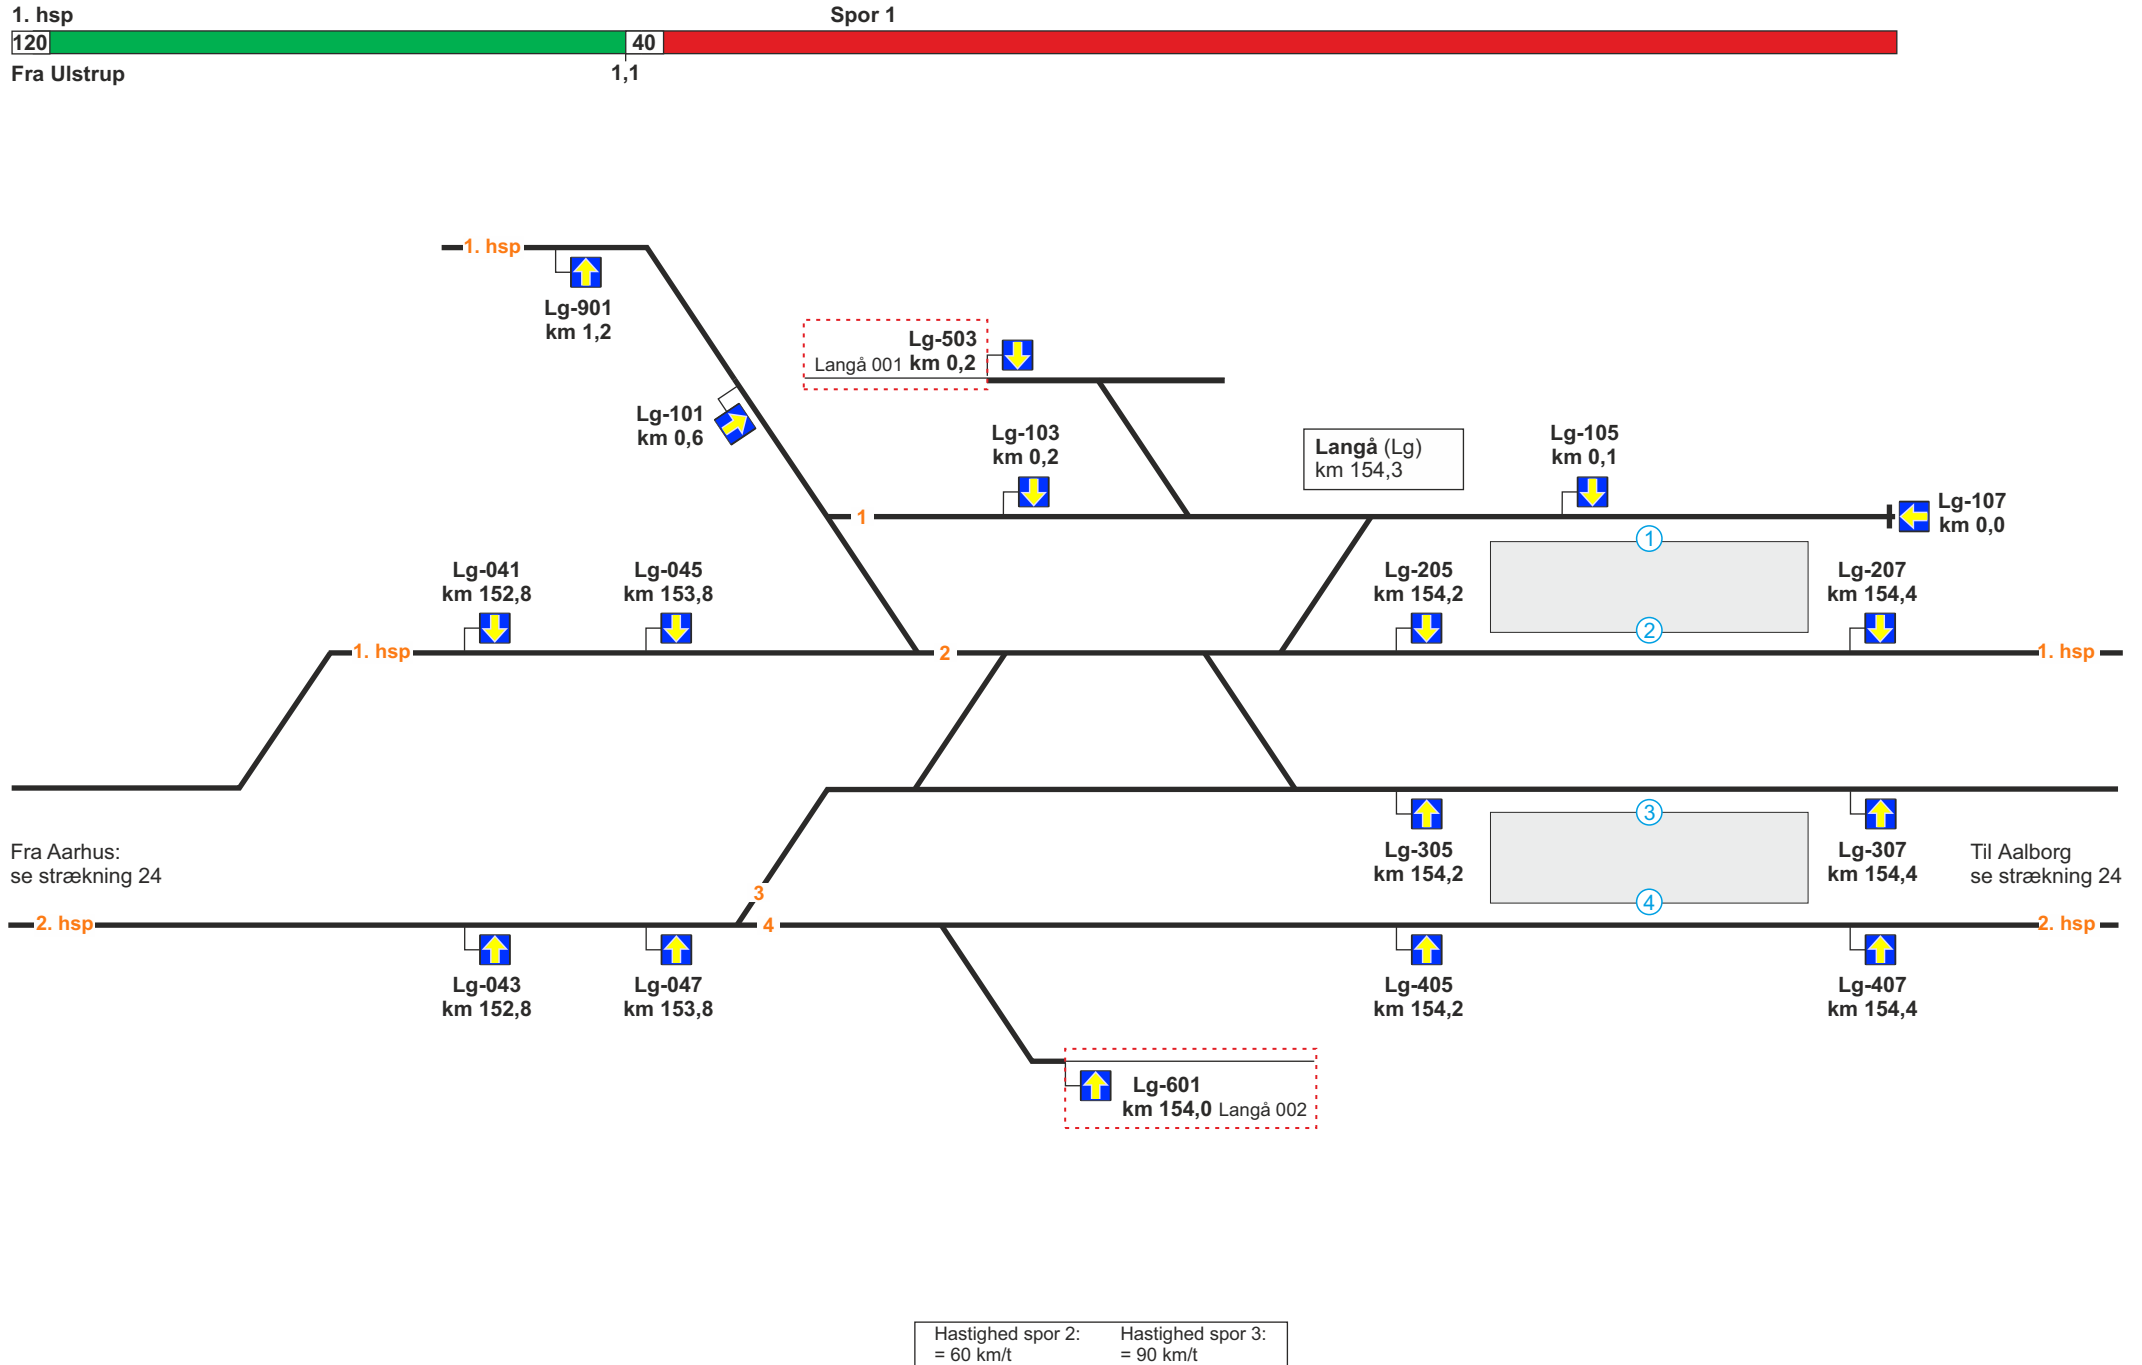 1. hsp
Spor 1
120
40
Fra Ulstrup
1,1
1. hsp
Lg-901
km 1,2
Lg-503
Langå 001 km 0,2
Lg-101
km 0,6
Lg-103
km 0,2
Langå (Lg)
km 154,3
Lg-105
km 0,1
Lg-107
km 0,0
1
1
Lg-041
km 152,8
Lg-045
km 153,8
Lg-205
km 154,2
Lg-207
km 154,4
2
1. hsp
2
1. hsp
3
Lg-305
km 154,2
Lg-307
km 154,4
Fra Aarhus:
se strækning 24
Til Aalborg
se strækning 24
3
4
2. hsp
4
2. hsp
Lg-043
km 152,8
Lg-047
km 153,8
Lg-405
km 154,2
Lg-407
km 154,4
Lg-601
km 154,0 Langå 002
Hastighed spor 2:
= 60 km/t
Hastighed spor 3:
= 90 km/t